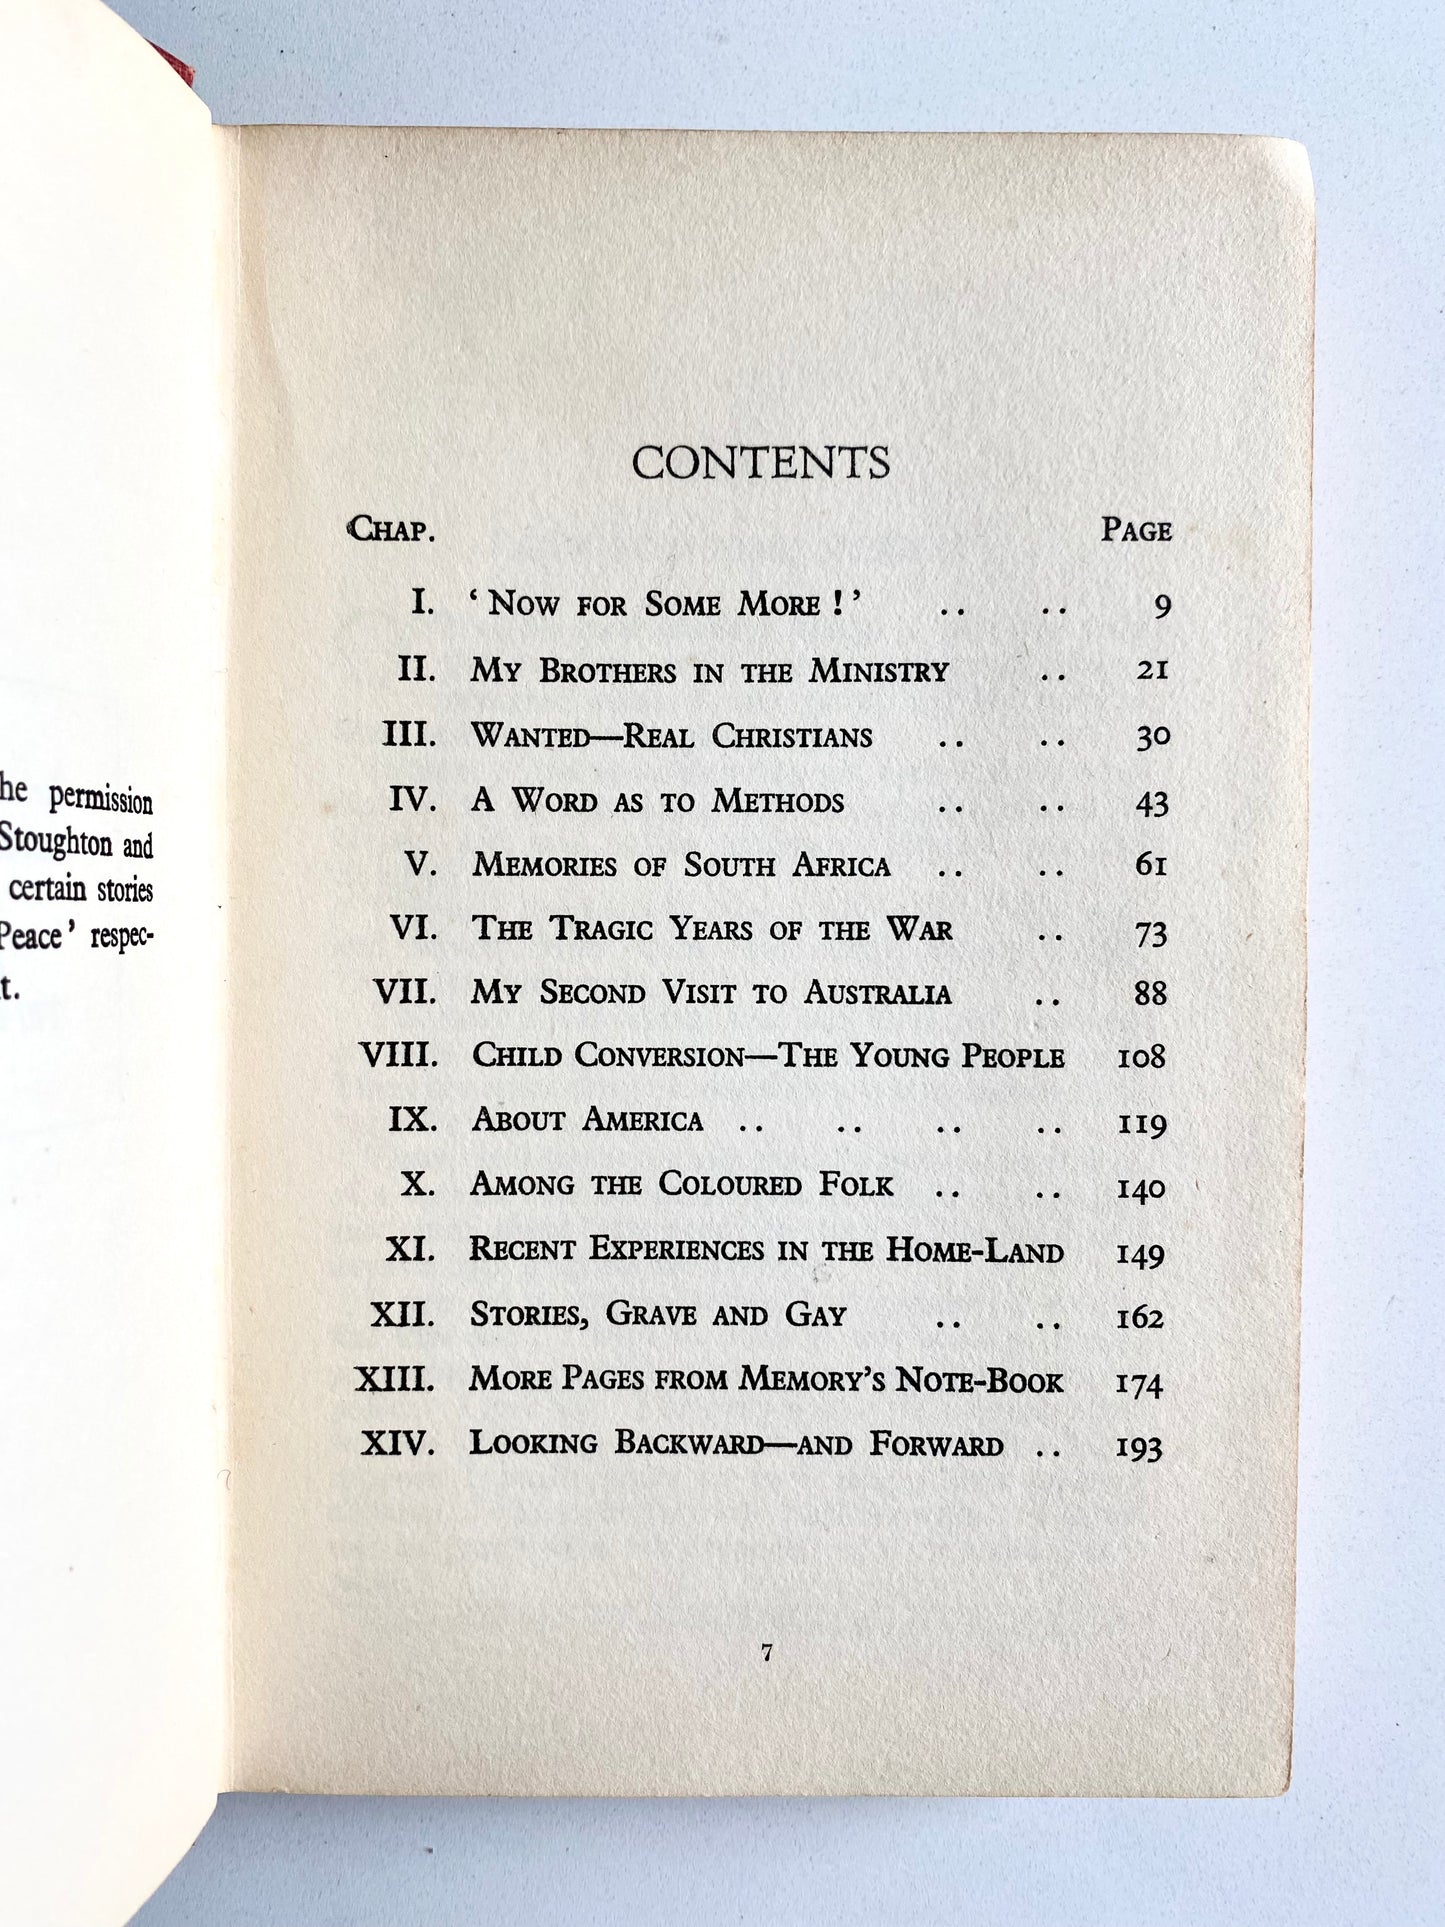 he permission
Stoughton and
certain stories
Peace' respec-
t.
CONTENTS
Chap. Page
I. ' Now for Some More ! ' .. .. 9
II. My Brothers in the Ministry .. 21
III. Wanted—Real Christians .. .. 30
IV. A Word as to Methods .. .. 43
V. Memories of South Africa .. .. 61
VI. The Tragic Years of the War .. 73
VII. My Second Visit to Australia .. 88
VIII. Child Conversion—The Young People 108
IX. About America .. .. .. .. 119
X. Among the Coloured Folk .. .. 140
XI. Recent Experiences in the Home-Land 149
XII. Stories, Grave and Gay .. .. 162
XIII. More Pages from Memory's Note-Book 174
XIV. Looking Backward—and Forward .. 193
7